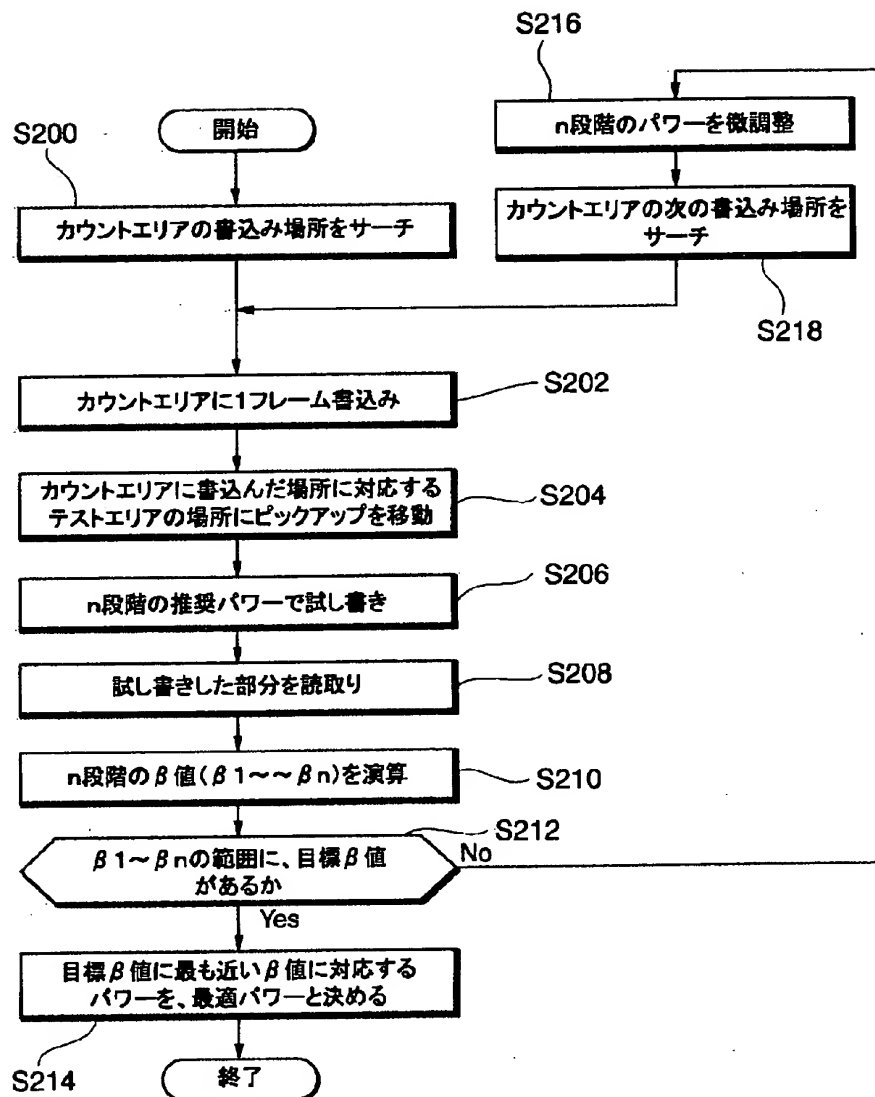 S216
n段階のパワーを微調整
S200
開始
カウントエリアの書込み場所をサーチ
カウントエリアの次の書込み場所を
サーチ
S218
カウントエリアに1フレーム書込み
S202
カウントエリアに書込んだ場所に対応する
テストエリアの場所にピックアップを移動
S204
n段階の推奨パワーで試し書き
S206
試し書きした部分を読取り
S208
n段階のβ値(β1~~βn)を演算
S210
S212
β1~βnの範囲に、目標β値
があるか
No
Yes
目標β値に最も近いβ値に対応する
パワーを、最適パワーと決める
S214
終了